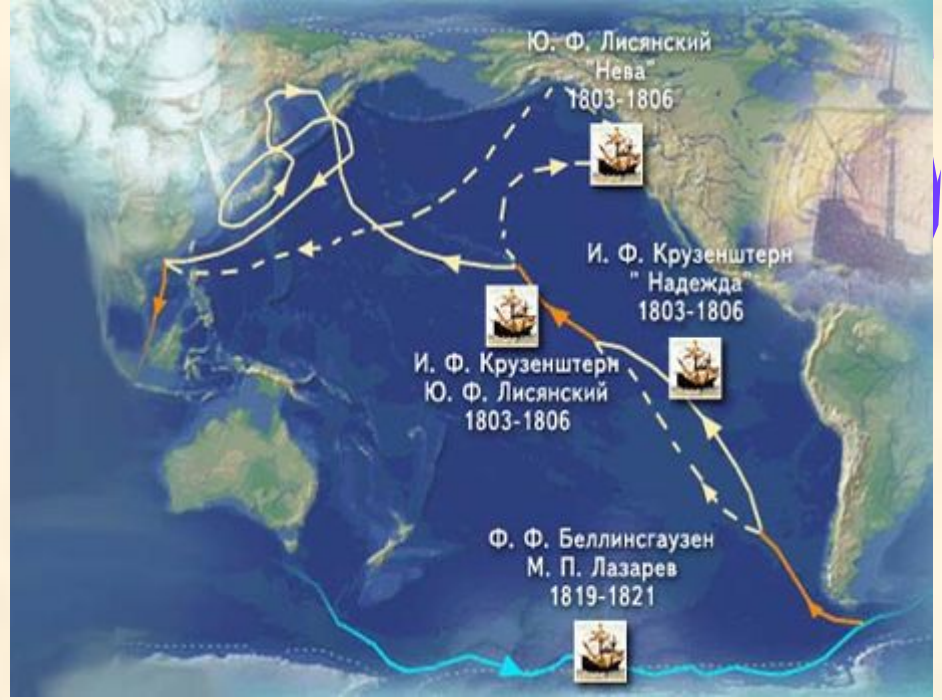 Ю. Ф. Лисянский
"Нева"
1803-1806
И. Ф. Крузенштерн
" Надежда"
1803-1806
И. Ф. Крузенштерн
Ю. Ф. Лисянский
1803-1806
Ф. Ф. Беллинсгаузен
М. П. Лазарев
1819-1821